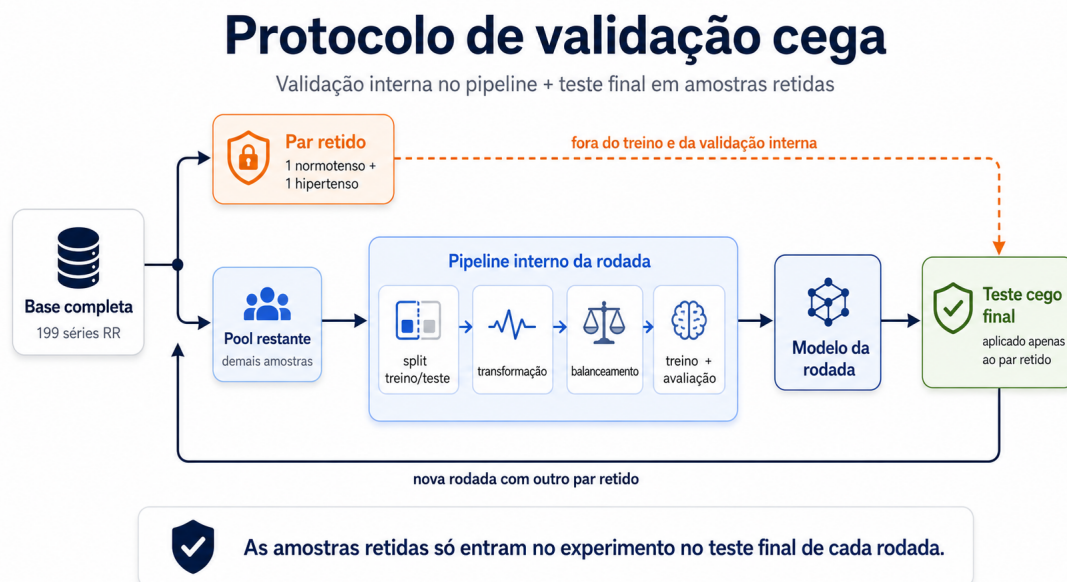 Protocolo de validação cega
Validação interna no pipeline + teste final em amostras retidas
Par retido
1 normotenso +
1 hipertenso
fora do treino e da validação interna
Base completa
199 séries RR
Pool restante
demais amostras
Pipeline interno da rodada
split
treino/teste
transformação
balanceamento
treino +
avaliação
Modelo da
rodada
Teste cego
final
aplicado apenas
ao par retido
nova rodada com outro par retido
As amostras retidas só entram no experimento no teste final de cada rodada.